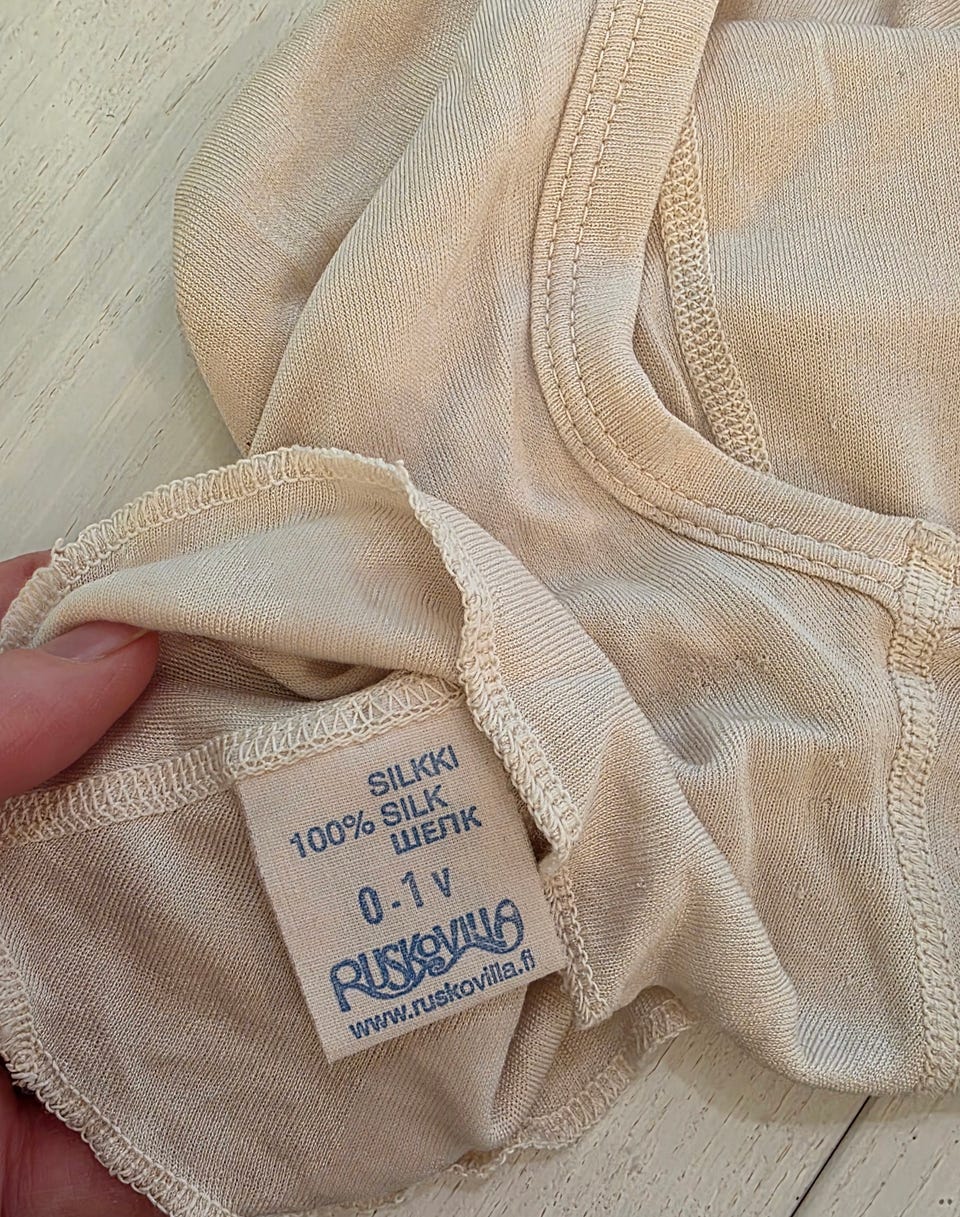 SILKKI
100% SILK
ШЕЛК
0-1 v
RUSKOVILLA
www.ruskovilla.fi